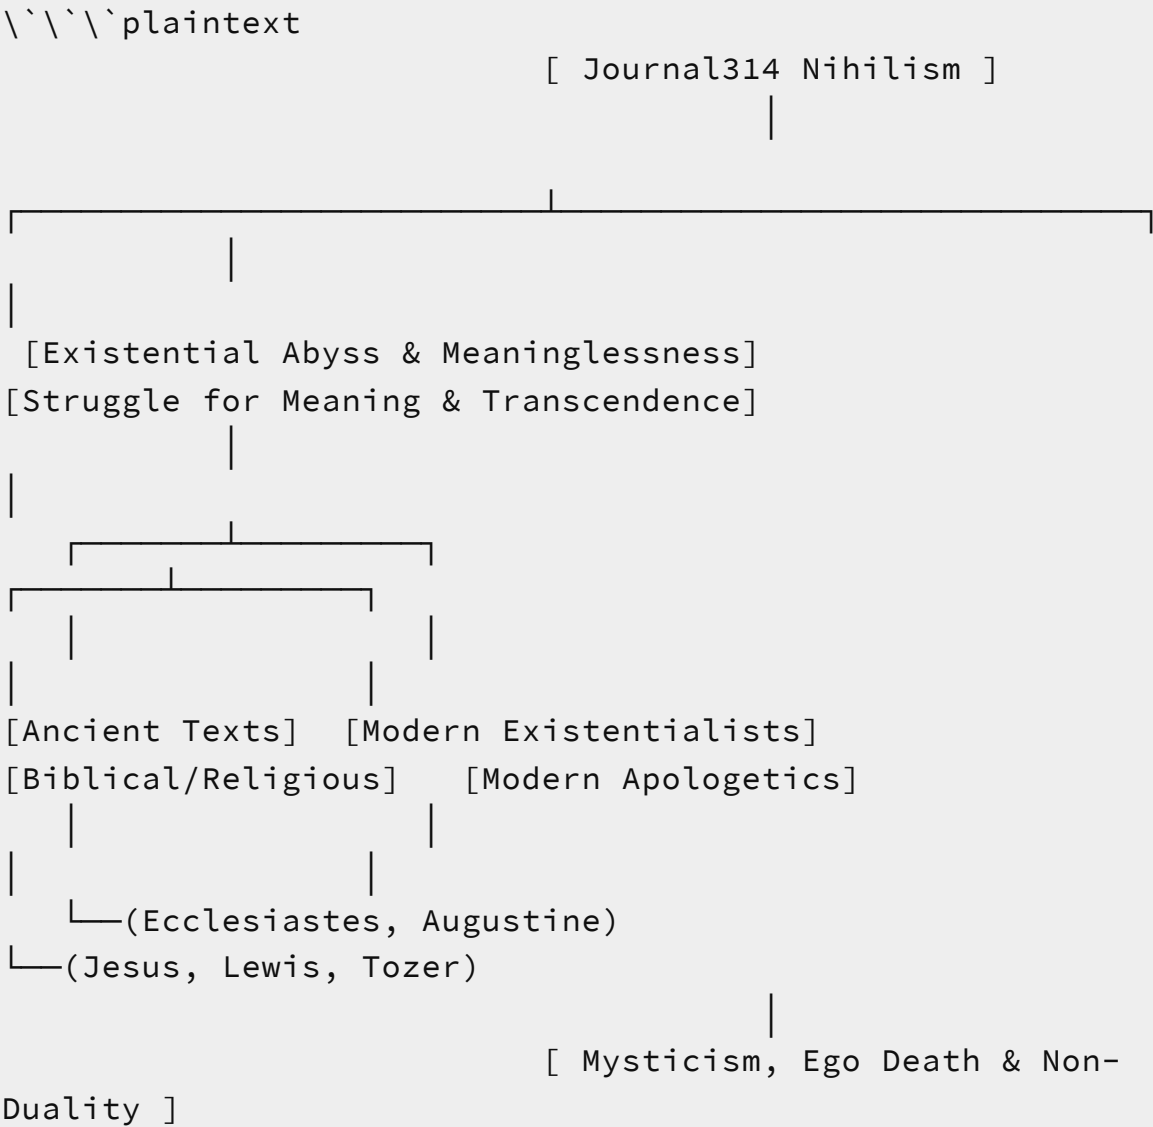 \`\`\`plaintext
[ Journal314 Nihilism ]
│
┌───────────────────────────┴─────────────────────────────┐
│
│
[Existential Abyss & Meaninglessness]
[Struggle for Meaning & Transcendence]
│
│
┌───────┴─────────┐
┌───────┴─────────┐
│ │
│ │
[Ancient Texts] [Modern Existentialists]
[Biblical/Religious] [Modern Apologetics]
│ │
│ │
└──(Ecclesiastes, Augustine)
└──(Jesus, Lewis, Tozer)
│
[ Mysticism, Ego Death & Non-
Duality ]